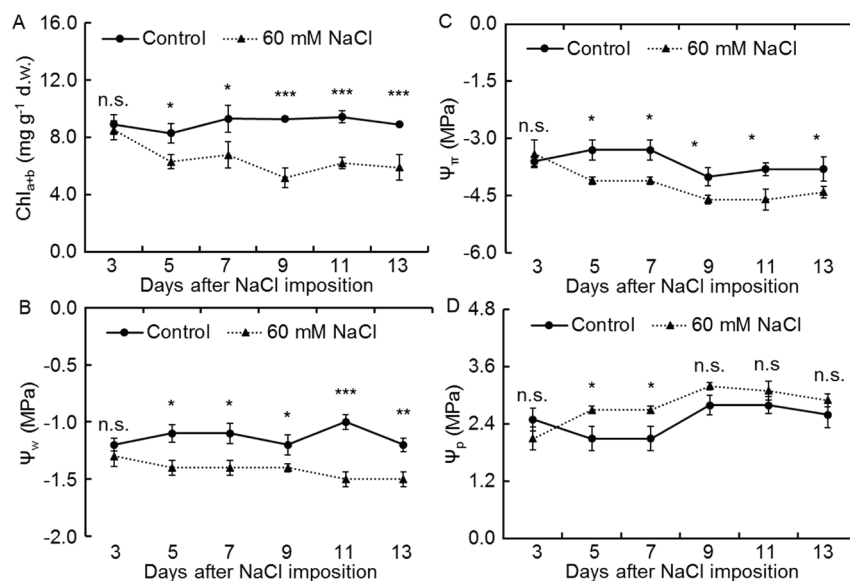 A
Control 60 mM NaCl
Chl a+b (mg g-1 d.w.)
16.0
12.0
8.0
4.0
0.0
n.s. * * *** *** ***
3 5 7 9 11 13
Days after NaCl imposition
B
Control 60 mM NaCl
Ψw (MPa)
0.0
-0.5
-1.0
-1.5
-2.0
n.s. * * * *** **
3 5 7 9 11 13
Days after NaCl imposition
C
Control 60 mM NaCl
Ψπ (MPa)
0.0
-1.5
-3.0
-4.5
-6.0
n.s. * * * * *
3 5 7 9 11 13
Days after NaCl imposition
D
Control 60 mM NaCl
Ψp (MPa)
4.8
3.6
2.4
1.2
0.0
n.s. * * n.s. n.s n.s.
3 5 7 9 11 13
Days after NaCl imposition